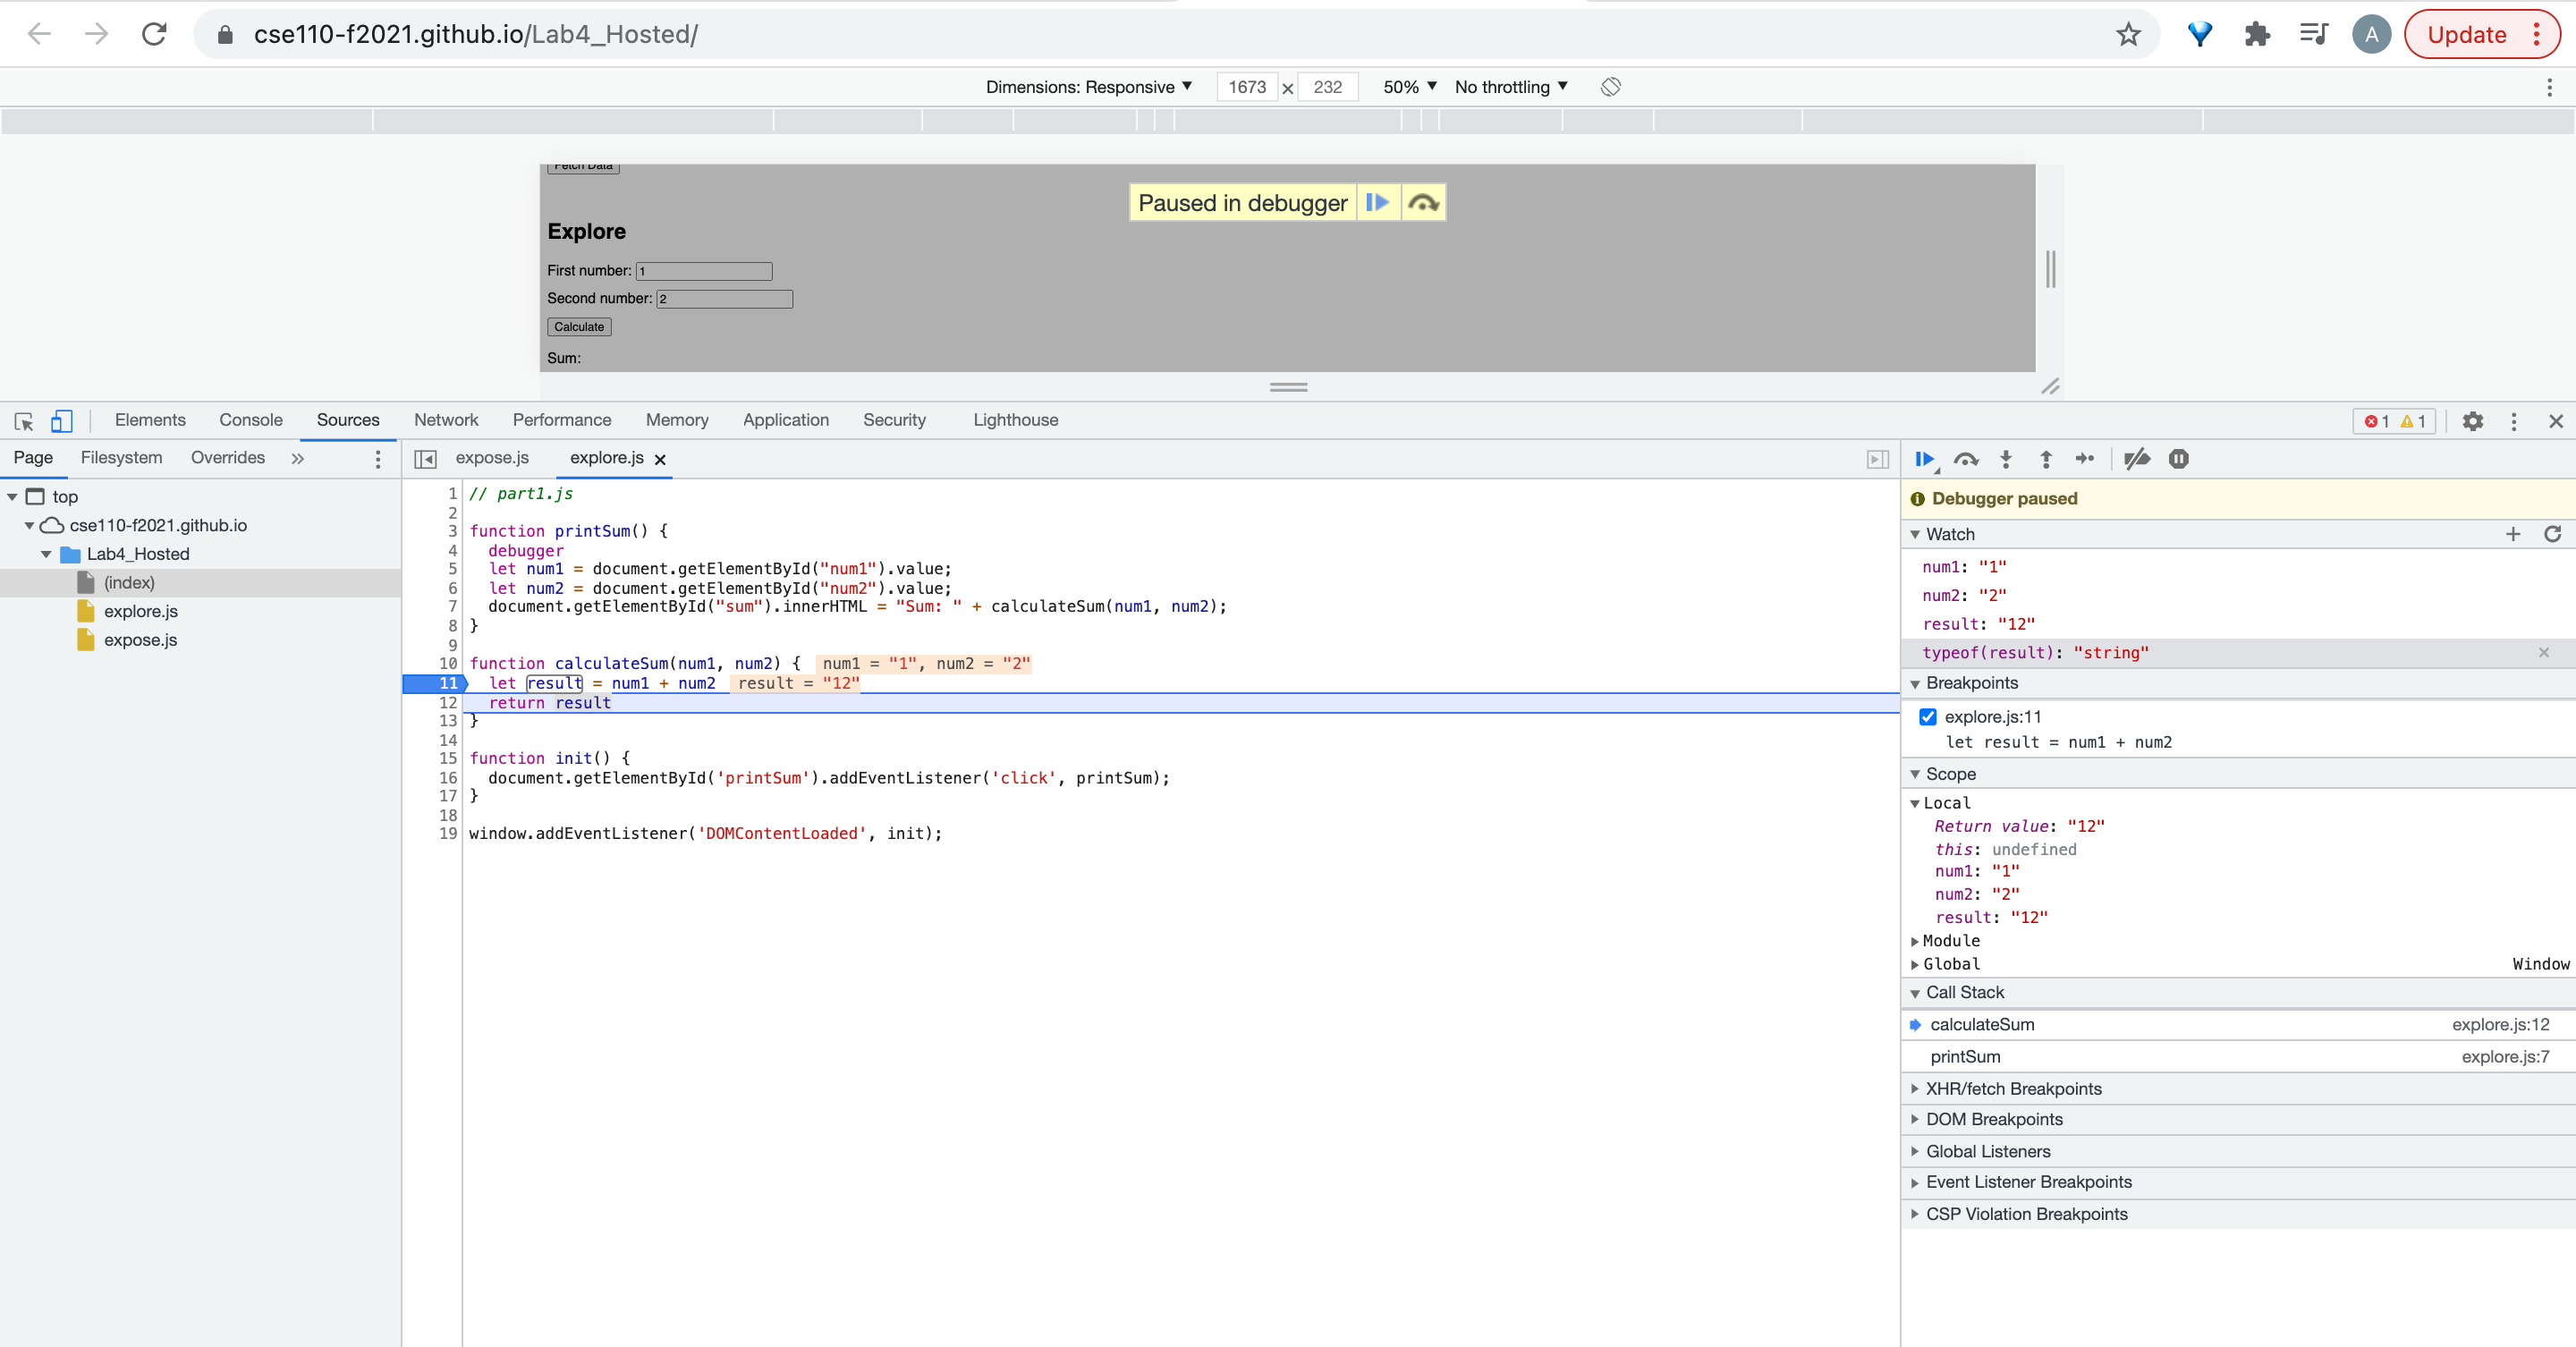 cse110-f2021.github.io/Lab4_Hosted/
A
Update
Dimensions: Responsive ▼ 1673 × 232 50% ▼ No throttling ▼
Fetch Data
Paused in debugger
Explore
First number: 1
Second number: 2
Calculate
Sum:
Elements Console Sources Network Performance Memory Application Security Lighthouse 1 1
Page Filesystem Overrides »
top
cse110-f2021.github.io
Lab4_Hosted
(index)
explore.js
expose.js
expose.js explore.js ×
1 // part1.js
2
3 function printSum() {
4 debugger
5 let num1 = document.getElementById("num1").value;
6 let num2 = document.getElementById("num2").value;
7 document.getElementById("sum").innerHTML = "Sum: " + calculateSum(num1, num2);
8 }
9
10 function calculateSum(num1, num2) { num1 = "1", num2 = "2"
11 let result = num1 + num2 result = "12"
12 return result
13 }
14
15 function init() {
16 document.getElementById('printSum').addEventListener('click', printSum);
17 }
18
19 window.addEventListener('DOMContentLoaded', init);
Debugger paused
Watch
num1: "1"
num2: "2"
result: "12"
typeof(result): "string"
Breakpoints
explore.js:11
let result = num1 + num2
Scope
Local
Return value: "12"
this: undefined
num1: "1"
num2: "2"
result: "12"
Module
Global Window
Call Stack
calculateSum explore.js:12
printSum explore.js:7
XHR/fetch Breakpoints
DOM Breakpoints
Global Listeners
Event Listener Breakpoints
CSP Violation Breakpoints